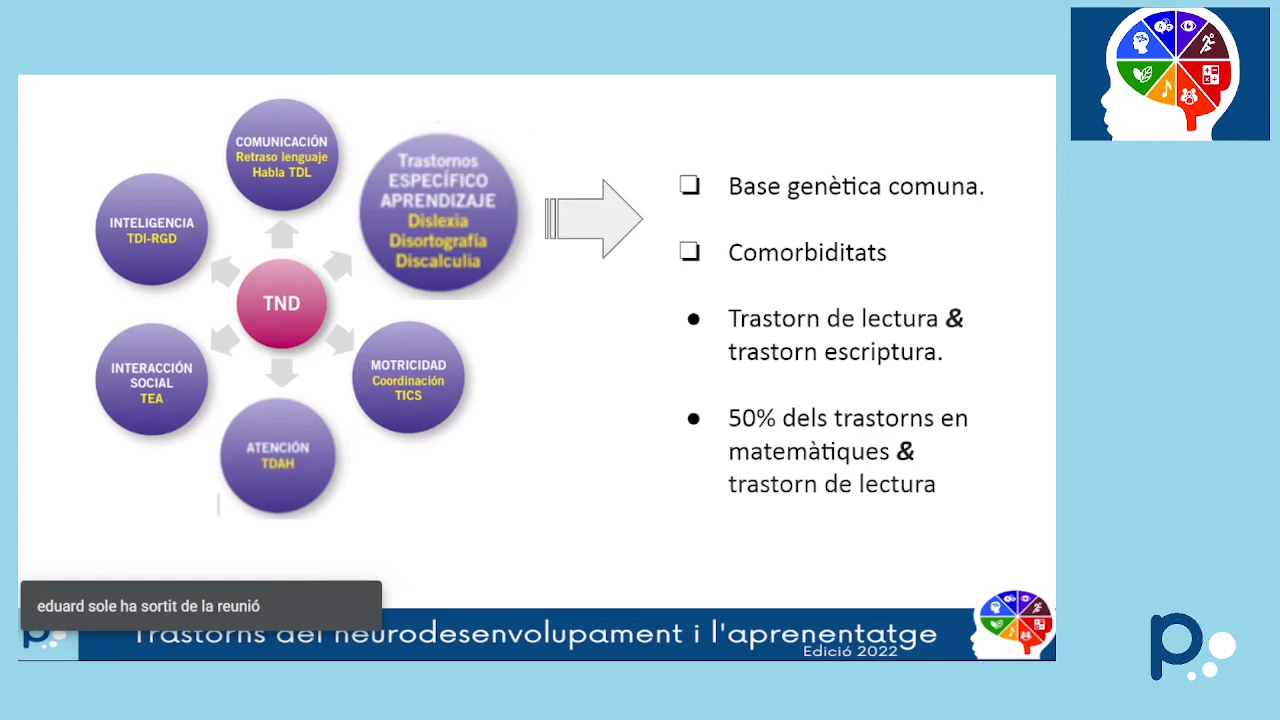 COMUNICACIÓN
Retraso lenguaje
Habla TDL
Trastornos
ESPECÍFICO
APRENDIZAJE
Dislexia
Disortografía
Discalculia
INTELIGENCIA
TDI-RGD
TND
INTERACCIÓN
SOCIAL
TEA
MOTRICIDAD
Coordinación
TICS
ATENCIÓN
TDAH
Base genètica comuna.
Comorbiditats
Trastorn de lectura &
trastorn escriptura.
50% dels trastorns en
matemàtiques &
trastorn de lectura
eduard sole ha sortit de la reunió
Trastorns del neurodesenvolupament i l'aprenentatge
Edició 2022
p